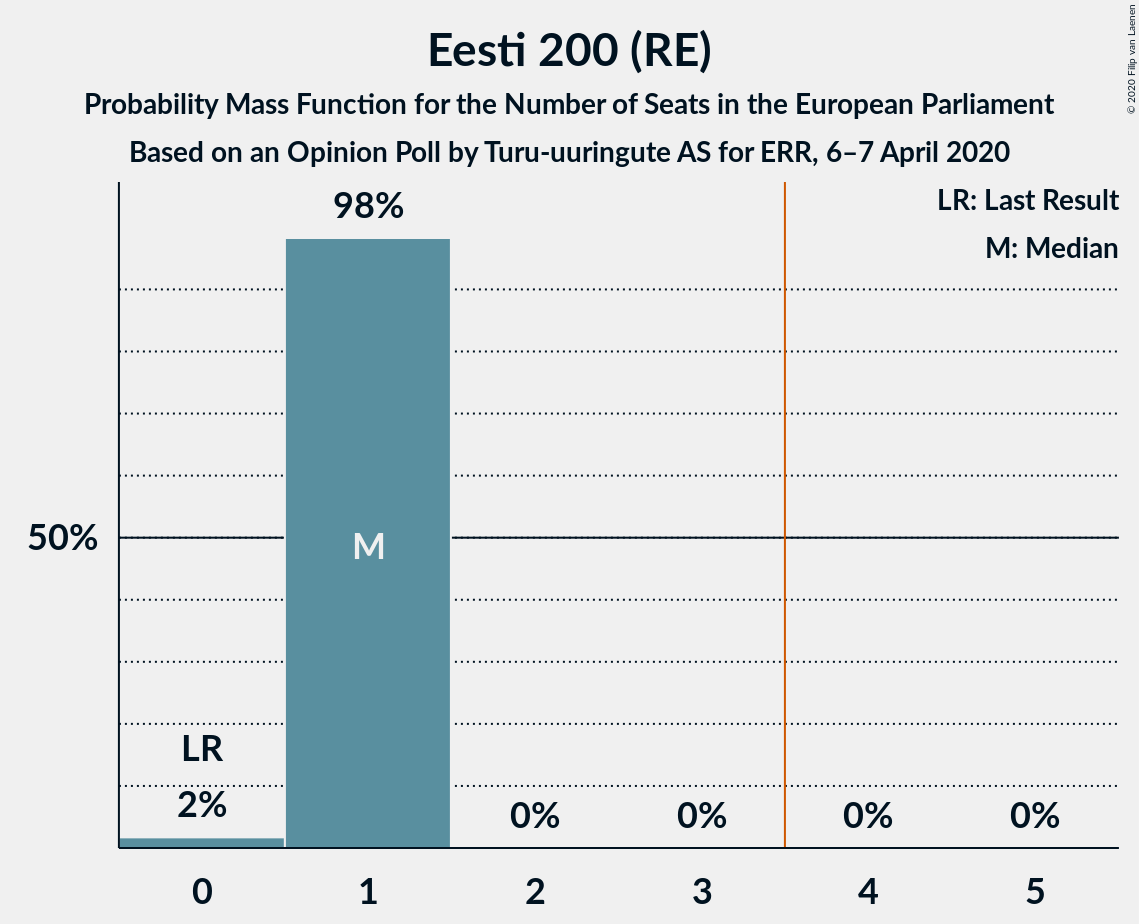 Eesti 200 (RE)
Probability Mass Function for the Number of Seats in the European Parliament
Based on an Opinion Poll by Turu-uuringute AS for ERR, 6–7 April 2020
© 2020 Filip van Laenen
LR: Last Result
M: Median
98%
50%
M
LR
2%
0%
0%
0%
0%
0
1
2
3
4
5